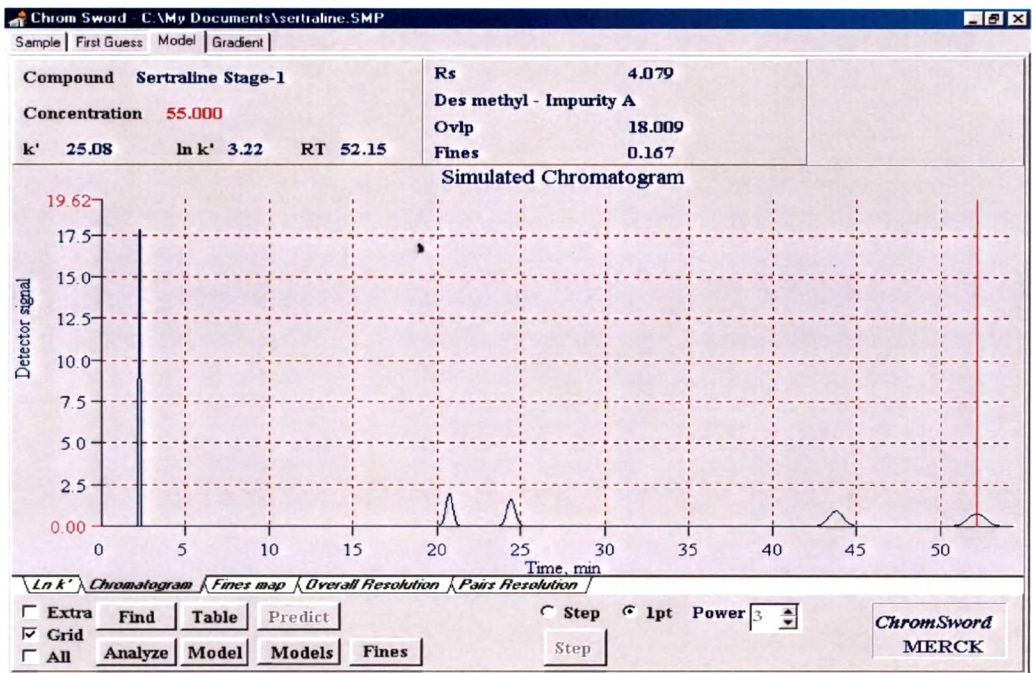 Chrom Sword - C:\My Documents\sertraline.SMP
Sample First Guess Model Gradient
Compound Sertraline Stage-1
Concentration 55.000
k' 25.08 ln k' 3.22 RT 52.15
Rs 4.079
Des methyl - Impurity A
Ovlp 18.009
Fines 0.167
Simulated Chromatogram
19.62
17.5
15.0
12.5
10.0
7.5
5.0
2.5
0.00
Detector signal
0 5 10 15 20 25 30 35 40 45 50
Time, min
Ln k' Chromatogram Fines map Overall Resolution Pairs Resolution
Extra Find Table Predict Step 1pt Power 3
Grid
All Analyze Model Models Fines Step
ChromSword
MERCK